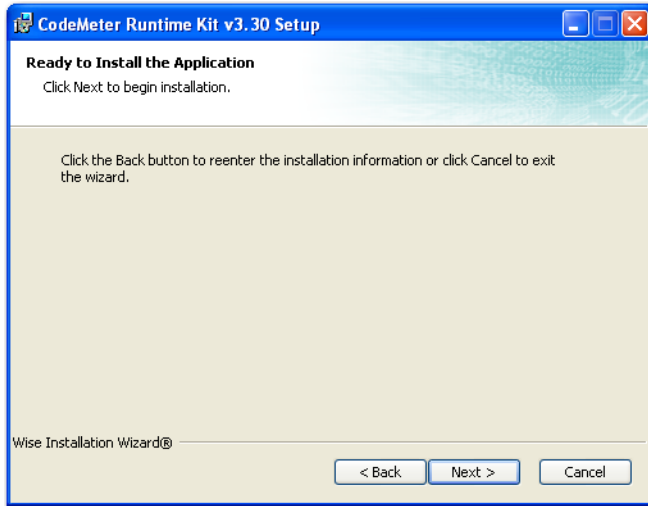 CodeMeter Runtime Kit v3.30 Setup
Ready to Install the Application
Click Next to begin installation.
Click the Back button to reenter the installation information or click Cancel to exit
the wizard.
Wise Installation Wizard®
< Back Next > Cancel